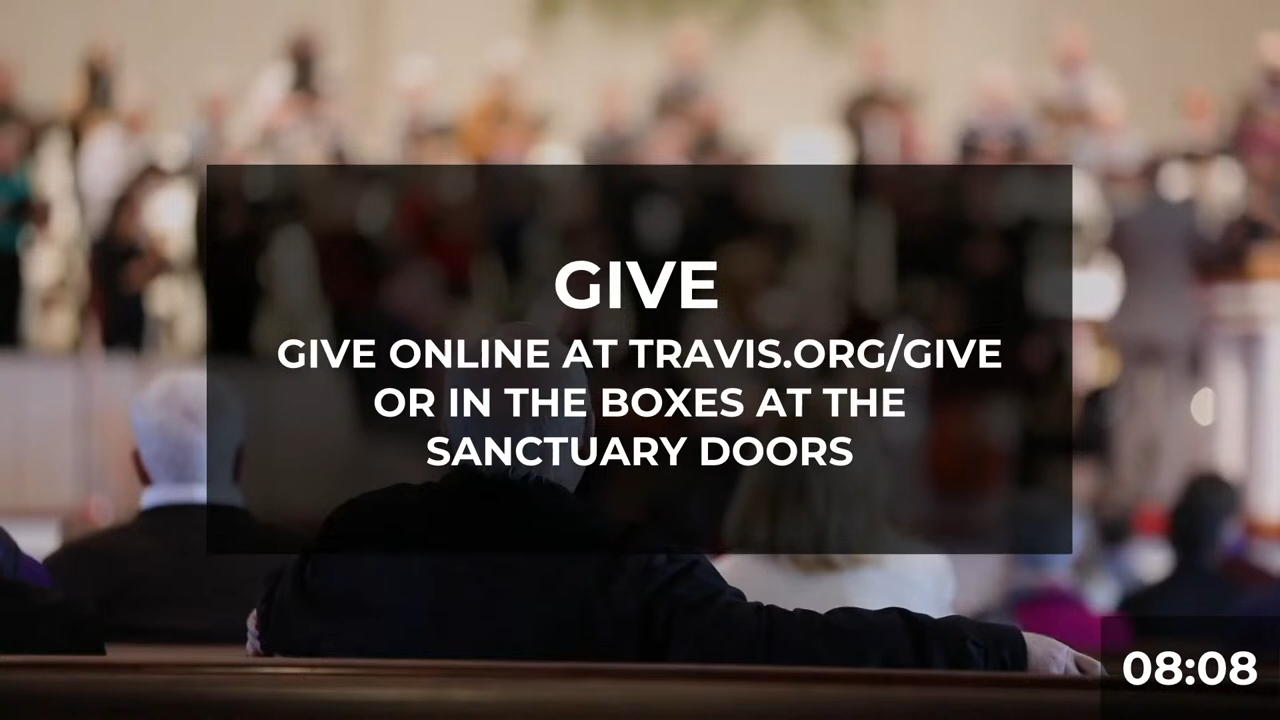 GIVE
GIVE ONLINE AT TRAVIS.ORG/GIVE
OR IN THE BOXES AT THE
SANCTUARY DOORS
08:08